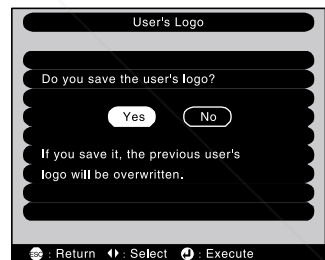 User's Logo
Do you save the user's logo?
Yes No
If you save it, the previous user's
logo will be overwritten.
ESC : Return : Select : Execute